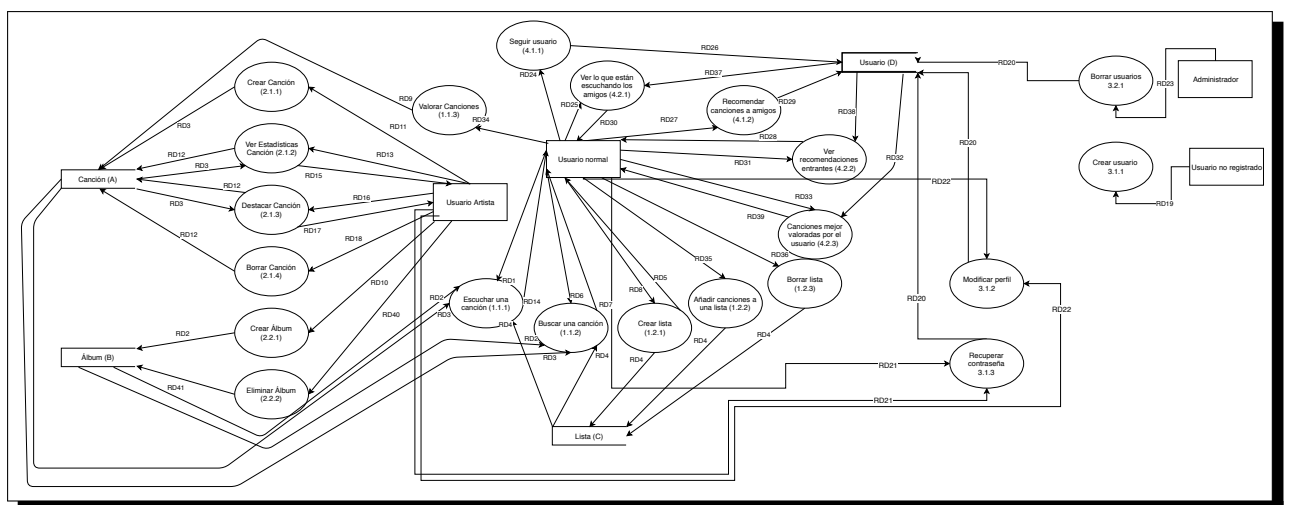 Seguir usuario
(4.1.1)
RD26
RD24
Ver lo que están
escuchando los
amigos (4.2.1)
RD37
Usuario (D)
RD20
Borrar usuarios
3.2.1
RD23
Administrador
Crear Canción
(2.1.1)
RD9
Valorar Canciones
(1.1.3)
RD34
RD25
RD30
Recomendar
canciones a amigos
(4.1.2)
RD29
RD27
RD28
RD38
RD3
RD11
Ver Estadísticas
Canción (2.1.2)
RD12
RD13
RD3
RD15
Usuario normal
RD31
Ver
recomendaciones
entrantes (4.2.2)
RD32
RD20
Crear usuario
3.1.1
Usuario no registrado
RD19
Canción (A)
RD12
RD3
Destacar Canción
(2.1.3)
RD16
RD17
Usuario Artista
RD22
RD33
RD39
Canciones mejor
valoradas por el
usuario (4.2.3)
RD12
RD18
Borrar Canción
(2.1.4)
RD10
RD35
RD36
Borrar lista
(1.2.3)
Modificar perfil
3.1.2
RD1
RD14
RD6
RD7
RD8
RD5
RD2
RD3
RD4
Escuchar una
canción (1.1.1)
Añadir canciones a
una lista (1.2.2)
RD20
RD22
Crear Álbum
(2.2.1)
RD2
RD40
Buscar una canción
(1.1.2)
Crear lista
(1.2.1)
RD2
RD3
RD4
RD4
RD4
RD4
Álbum (B)
RD41
Eliminar Álbum
(2.2.2)
RD21
Recuperar
contraseña
3.1.3
RD21
Lista (C)